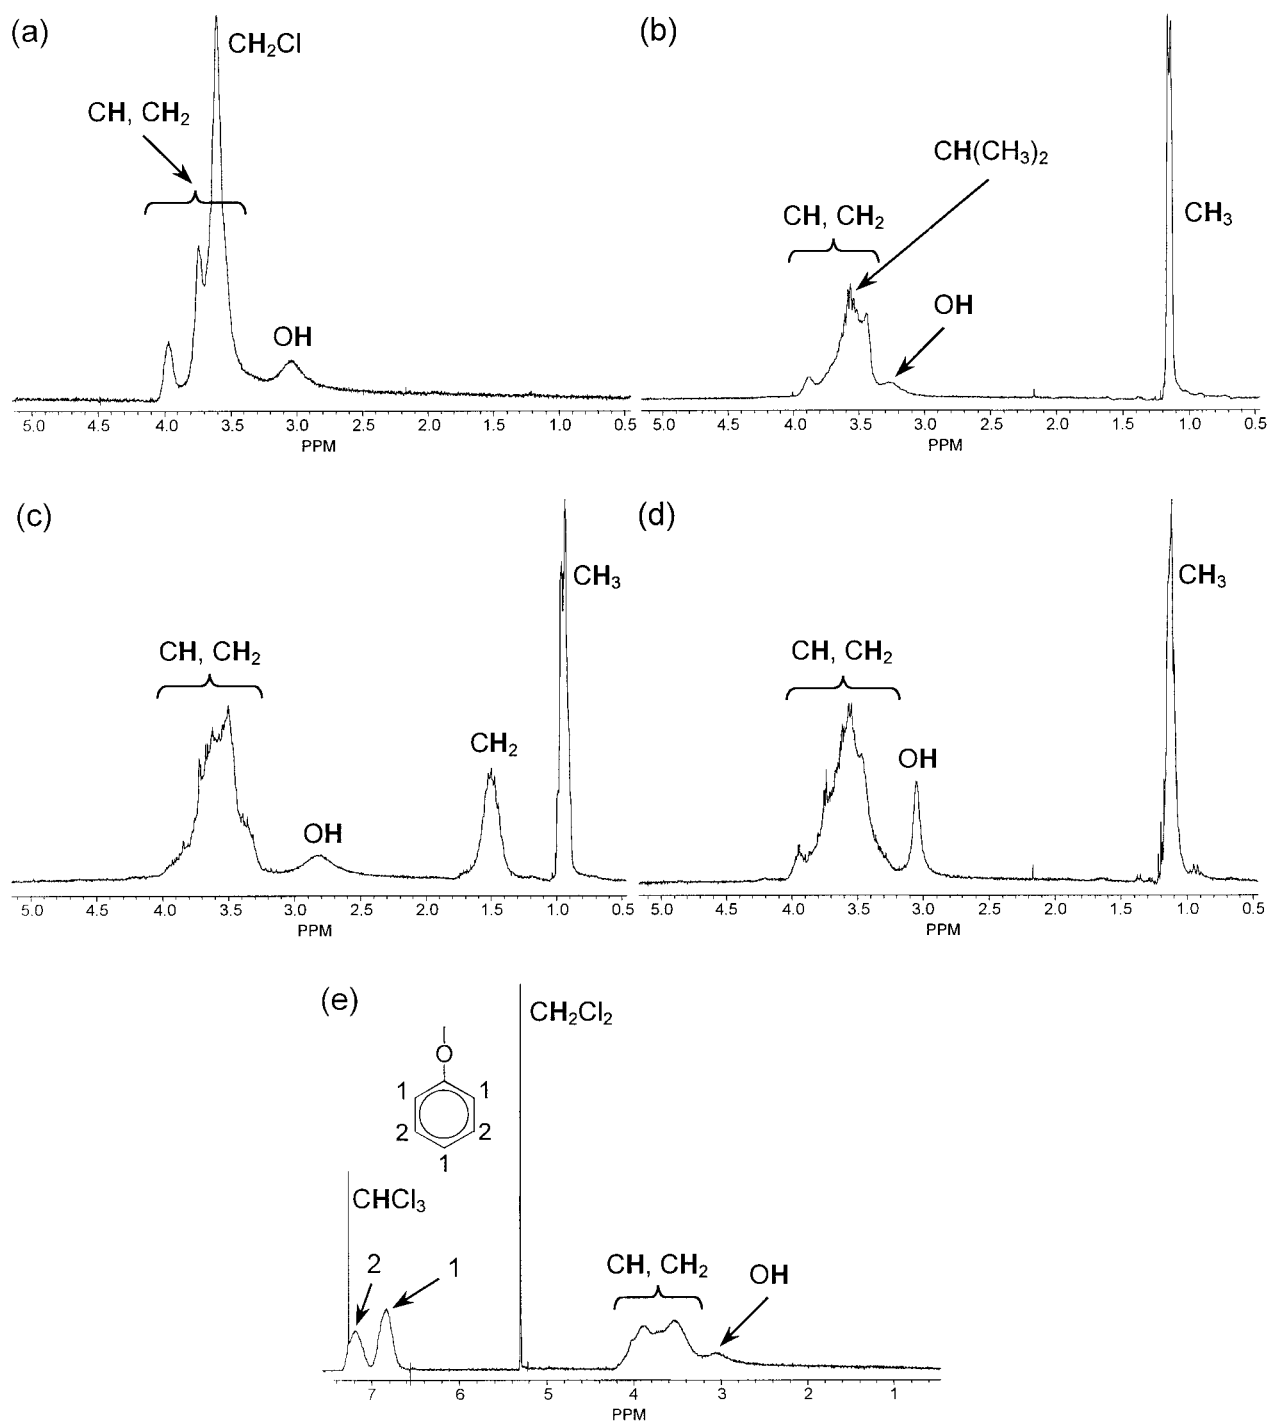 (a)
CH₂Cl
CH, CH₂
OH
5.0 4.5 4.0 3.5 3.0 2.5 2.0 1.5 1.0 0.5
PPM
(b)
CH(CH₃)₂
CH, CH₂
CH₃
OH
5.0 4.5 4.0 3.5 3.0 2.5 2.0 1.5 1.0 0.5
PPM
(c)
CH₃
CH, CH₂
CH₂
OH
5.0 4.5 4.0 3.5 3.0 2.5 2.0 1.5 1.0 0.5
PPM
(d)
CH₃
CH, CH₂
OH
5.0 4.5 4.0 3.5 3.0 2.5 2.0 1.5 1.0 0.5
PPM
(e)
CH₂Cl₂
O
1 1
2 2
1
CHCl₃
2 1
CH, CH₂
OH
7 6 5 4 3 2 1
PPM